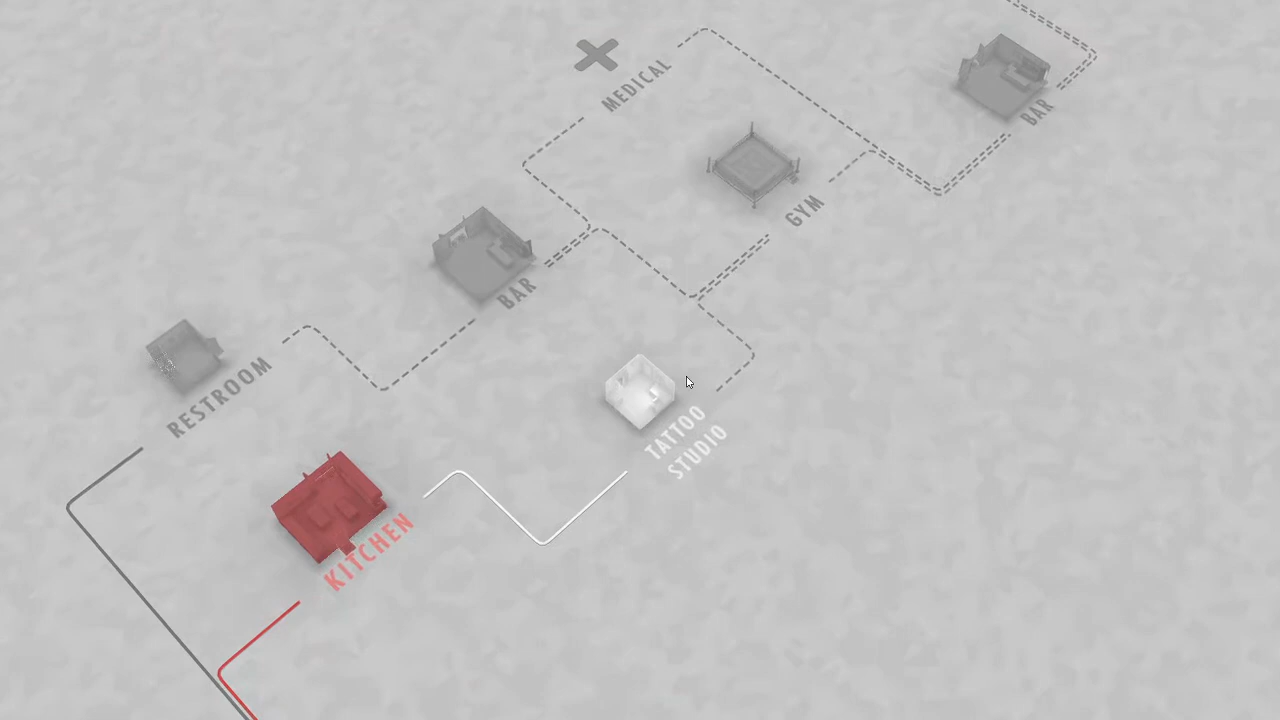 MEDICAL
BAR
GYM
BAR
RESTROOM
TATTOO
STUDIO
KITCHEN